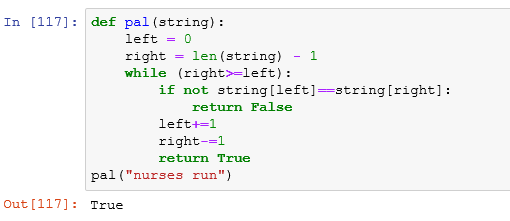 In [117]: def pal(string):
    left = 0
    right = len(string) - 1
    while (right>=left):
        if not string[left]==string[right]:
            return False
        left+=1
        right-=1
        return True
pal("nurses run")
Out[117]: True